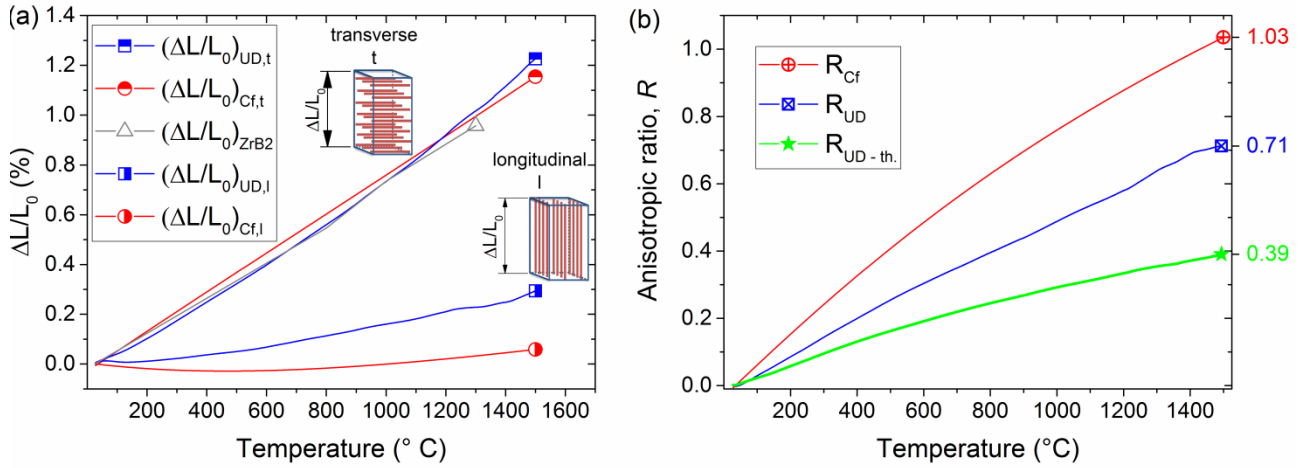 (a)
1.4
1.2
1.0
0.8
0.6
0.4
0.2
0.0
ΔL/L₀ (%)
(ΔL/L₀)UD,t
(ΔL/L₀)Cf,t
(ΔL/L₀)ZrB2
(ΔL/L₀)UD,l
(ΔL/L₀)Cf,l
transverse
t
ΔL/L₀
longitudinal
l
ΔL/L₀
200 400 600 800 1000 1200 1400 1600
Temperature (° C)
(b)
1.0
0.8
0.6
0.4
0.2
0.0
Anisotropic ratio, R
R Cf
R UD
R UD - th.
1.03
0.71
0.39
200 400 600 800 1000 1200 1400
Temperature (°C)